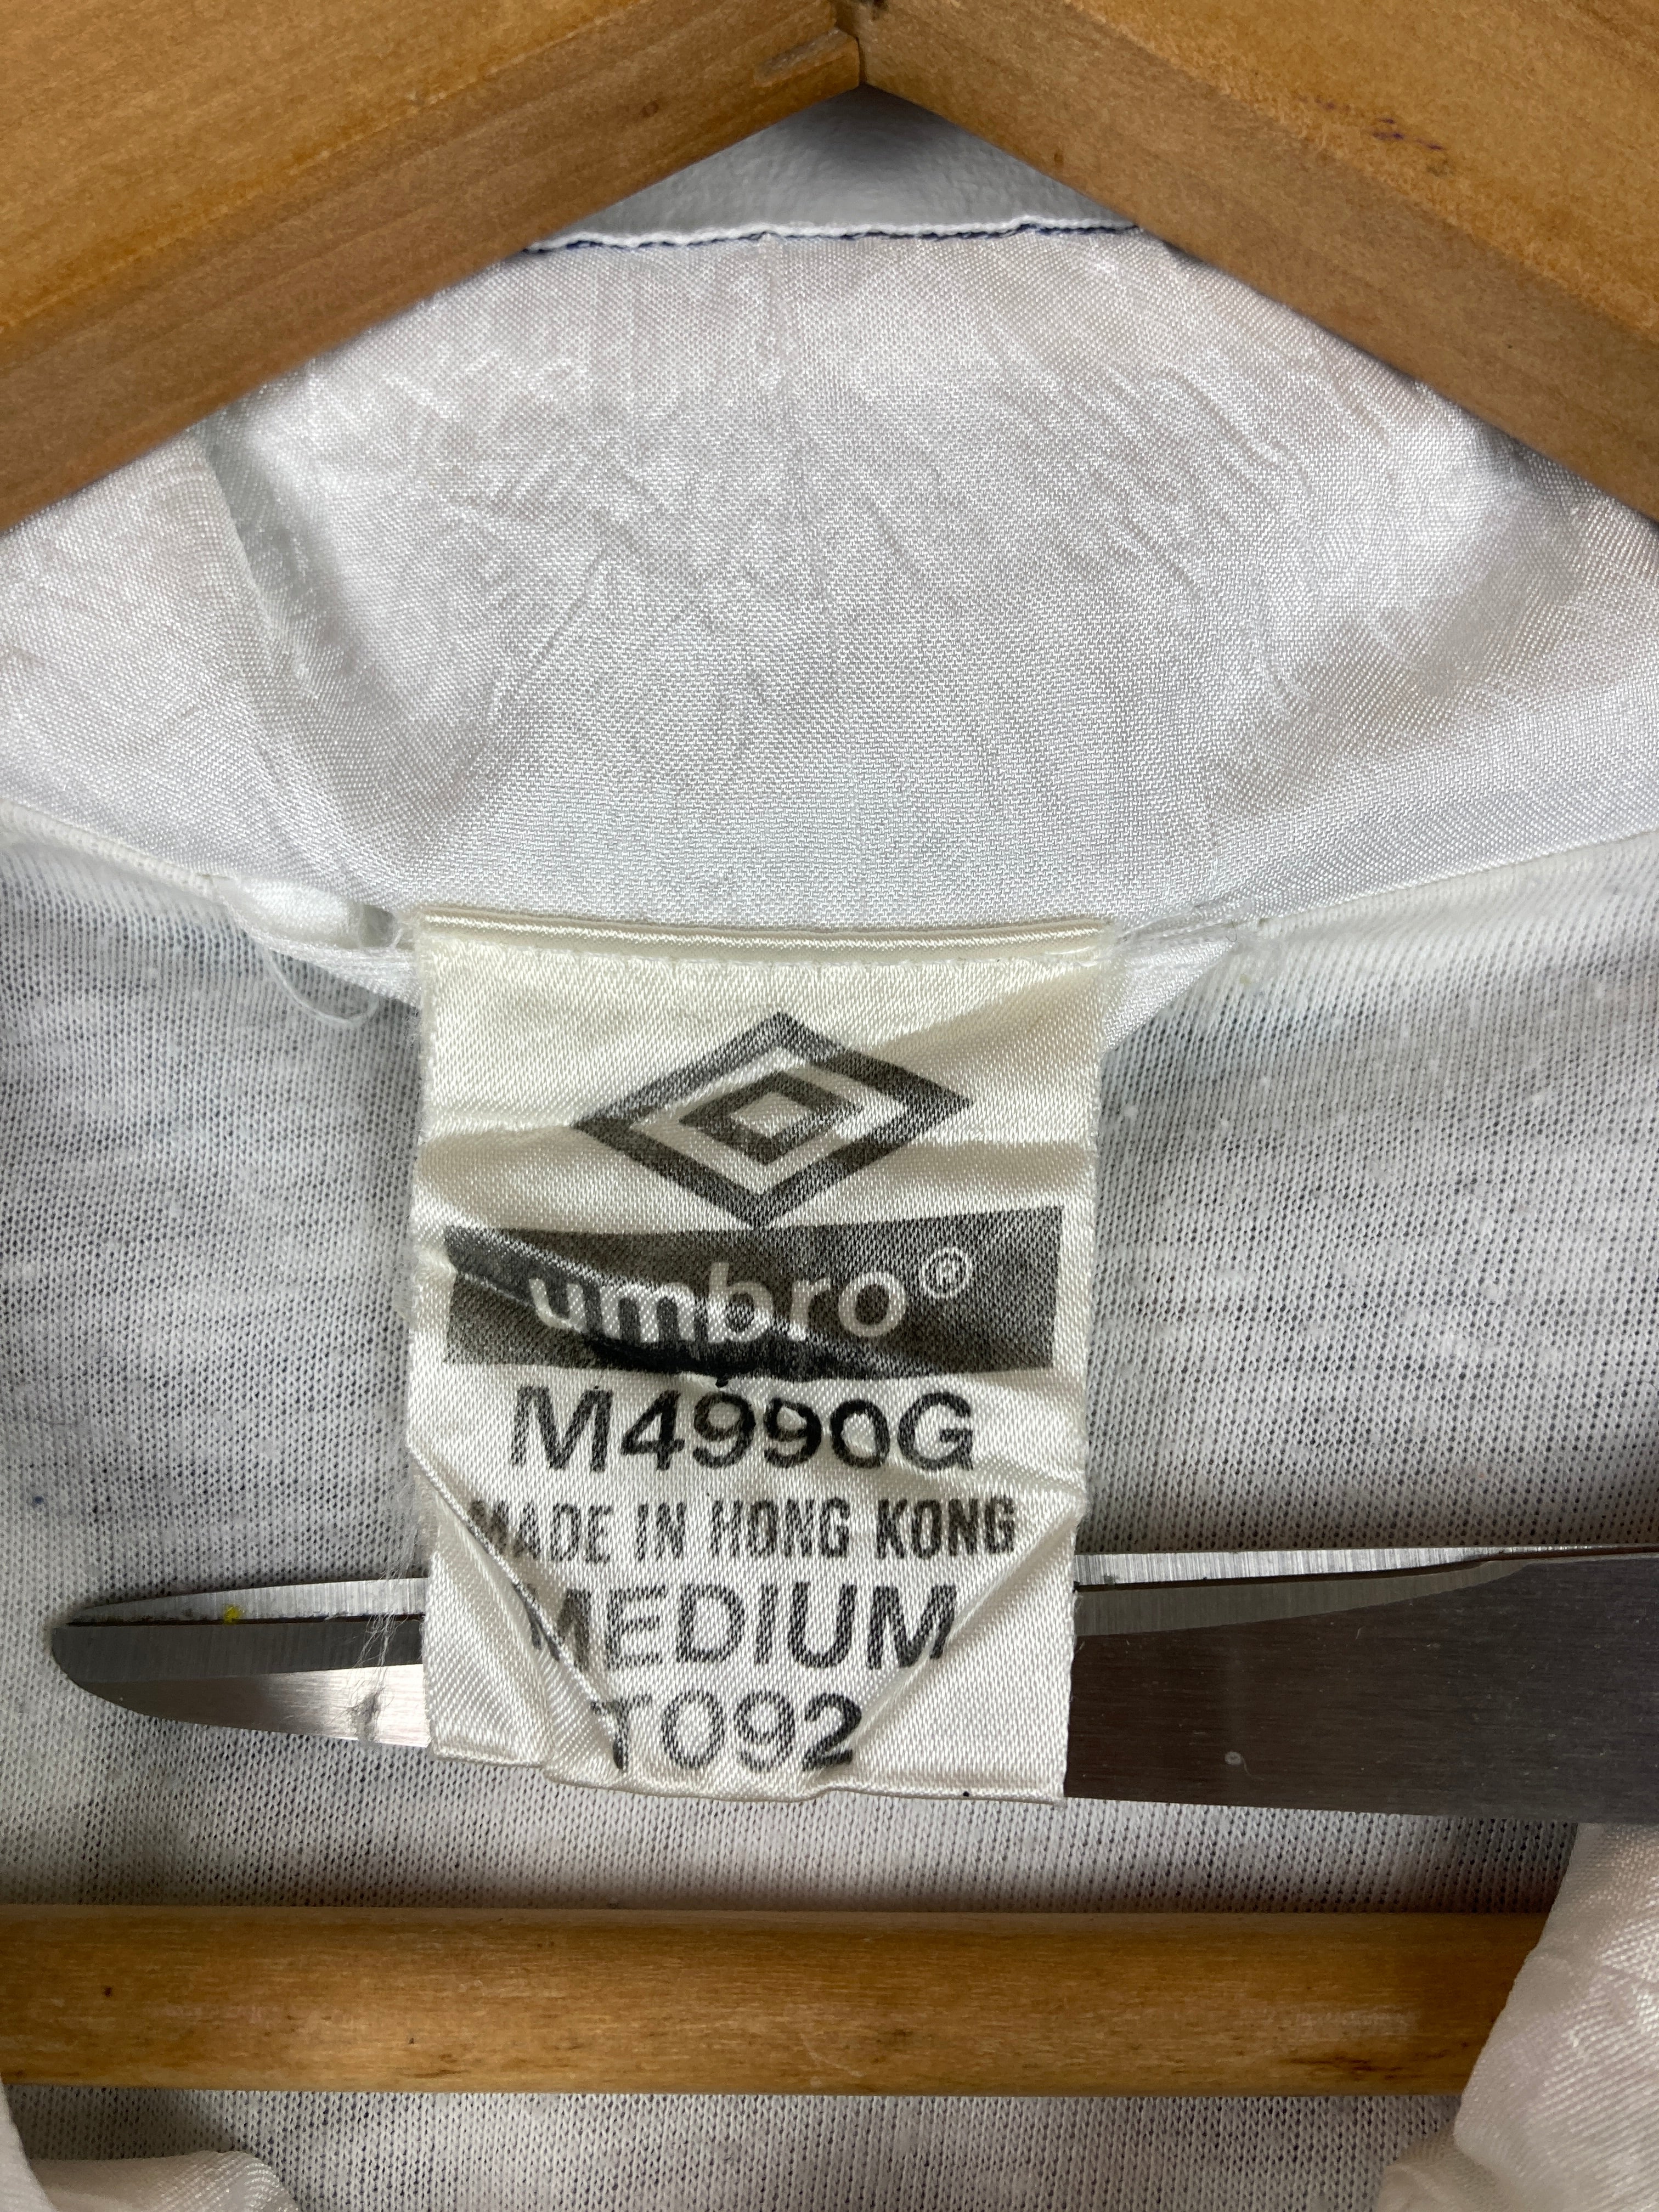 umbro®
M4990G
MADE IN HONG KONG
MEDIUM
T092